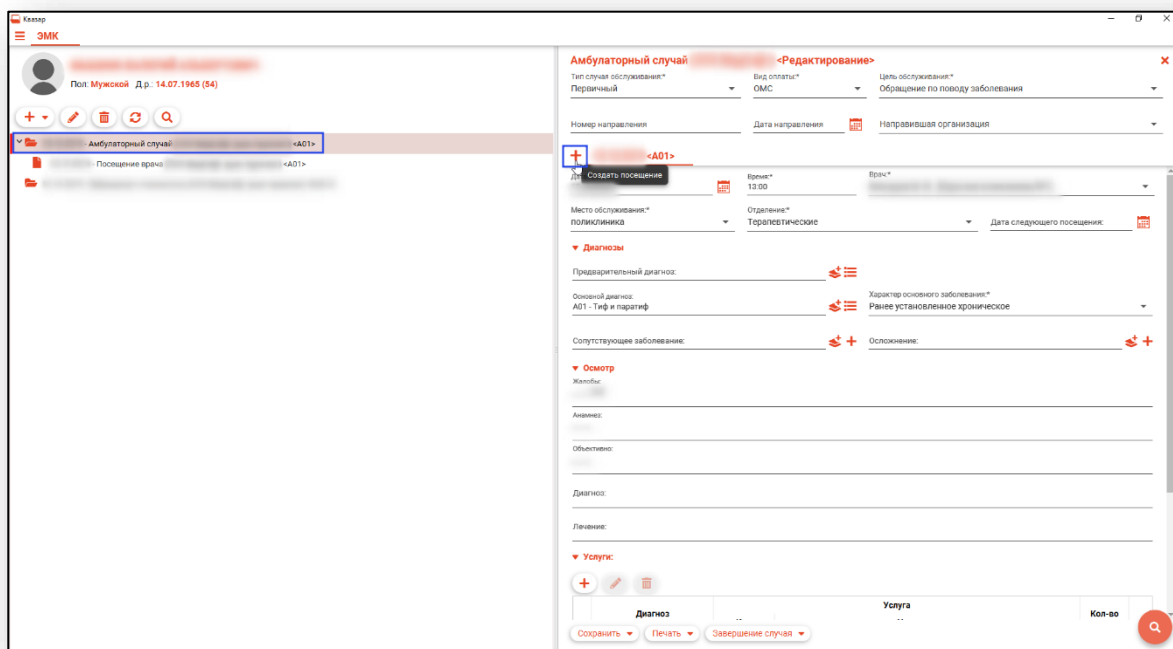 Квазар
ЭМК
Пол: Мужской Д.р.: 14.07.1965 (54)
- Амбулаторный случай <A01>
- Посещение врача <A01>
Амбулаторный случай <Редактирование>
Тип случая обслуживания:* Вид оплаты:* Цель обслуживания:*
Первичный ОМС Обращение по поводу заболевания
Номер направления Дата направления Направившая организация
<A01>
Создать посещение
Время:* Врач:*
13:00
Место обслуживания:* Отделение:*
поликлиника Терапевтические Дата следующего посещения:
Диагнозы
Предварительный диагноз:
Основной диагноз: Характер основного заболевания:*
A01 - Тиф и паратиф Ранее установленное хроническое
Сопутствующее заболевание: Осложнение:
Осмотр
Жалобы:
Анамнез:
Объективно:
Диагноз:
Лечение:
Услуги:
Услуга
Диагноз Кол-во
Сохранить Печать Завершение случая